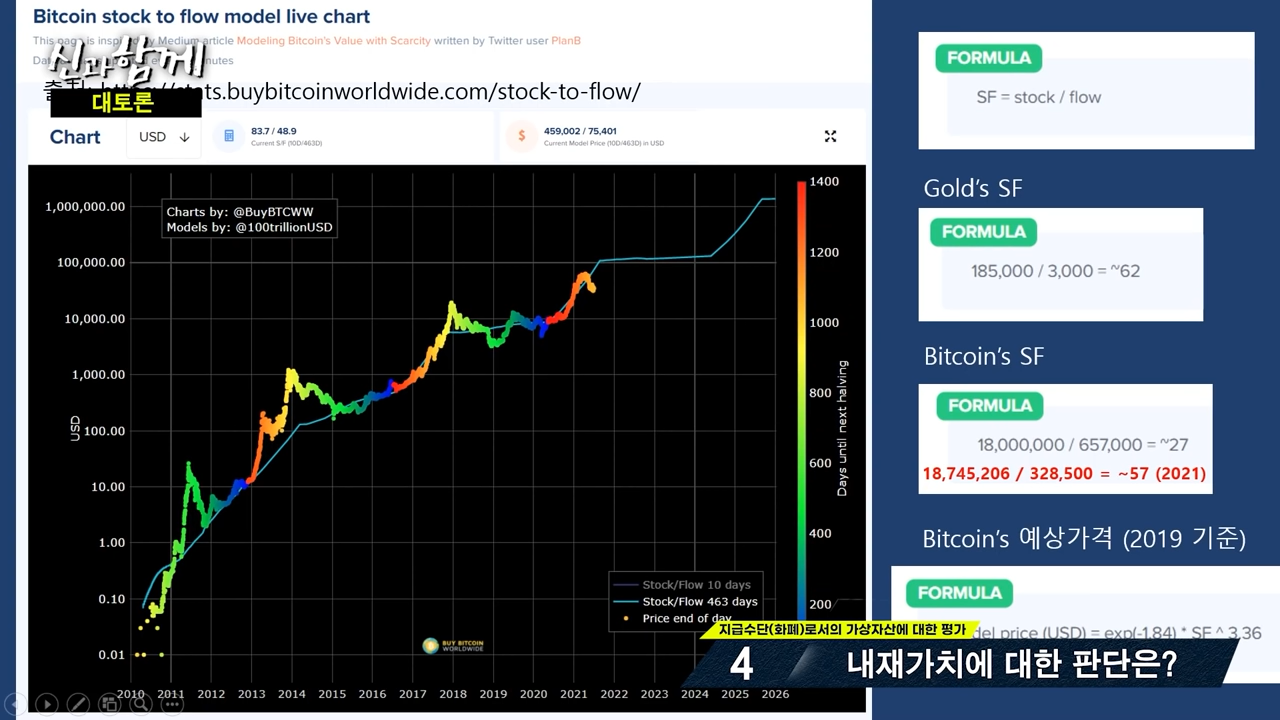 Bitcoin stock to flow model live chart
This page is inspired by Medium article Modeling Bitcoin's Value with Scarcity written by Twitter user PlanB
신과함께
대토론
stats.buybitcoinworldwide.com/stock-to-flow/
Chart
USD
83.7 / 48.9
Current S/F (10D/463D)
459,002 / 75,401
Current Model Price (10D/463D) in USD
Charts by: @BuyBTCWW
Models by: @100trillionUSD
USD
1,000,000.00
100,000.00
10,000.00
1,000.00
100.00
10.00
1.00
0.10
0.01
2010 2011 2012 2013 2014 2015 2016 2017 2018 2019 2020 2021 2022 2023 2024 2025 2026
Stock/Flow 10 days
Stock/Flow 463 days
Price end of day
BUY BITCOIN
WORLDWIDE
1400
1200
1000
800
600
400
200
Days until next halving
FORMULA
SF = stock / flow
Gold's SF
FORMULA
185,000 / 3,000 = ~62
Bitcoin's SF
FORMULA
18,000,000 / 657,000 = ~27
18,745,206 / 328,500 = ~57 (2021)
Bitcoin's 예상가격 (2019 기준)
FORMULA
price (USD) = exp(-1.84) * SF ^ 3.36
지급수단(화폐)로서의 가상자산에 대한 평가
4 내재가치에 대한 판단은?